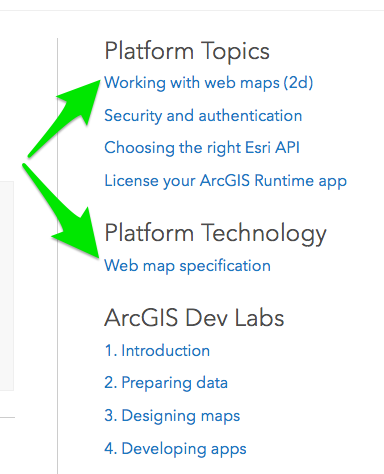 Platform Topics
Working with web maps (2d)
Security and authentication
Choosing the right Esri API
License your ArcGIS Runtime app
Platform Technology
Web map specification
ArcGIS Dev Labs
1. Introduction
2. Preparing data
3. Designing maps
4. Developing apps